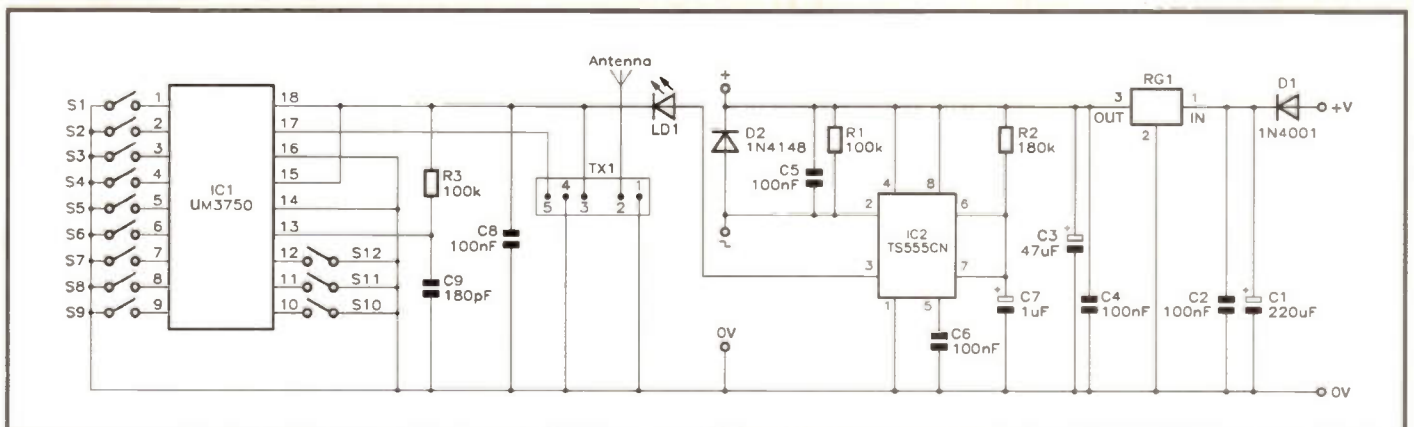 Antenna
S1 1 18
S2 2 17
S3 3 16
S4 4 15
S5 5 14
S6 6 13
S7 7 12 S12
S8 8 11 S11
S9 9 10 S10
IC1
UM3750
R3
100k
C9
180pF
C8
100nF
TX1
5 4 3 2 1
LD1
+
D2
1N4148
C5
100nF
R1
100k
0V
4 8
2 6
IC2
TS555CN
3 7
1 5
R2
180k
C6
100nF
+
C7
1uF
+
C3
47uF
C4
100nF
RG1
3 1
OUT IN
2
C2
100nF
+
C1
220uF
D1
1N4001
+V
0V